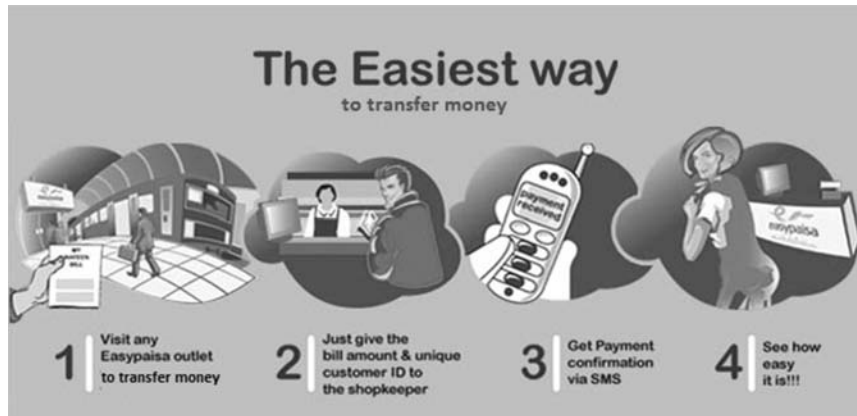 The Easiest way
to transfer money
payment
received
easypaisa
BILL
1
Visit any
Easypaisa outlet
to transfer money
2
Just give the
bill amount & unique
customer ID to
the shopkeeper
3
Get Payment
confirmation
via SMS
4
See how
easy
it is!!!